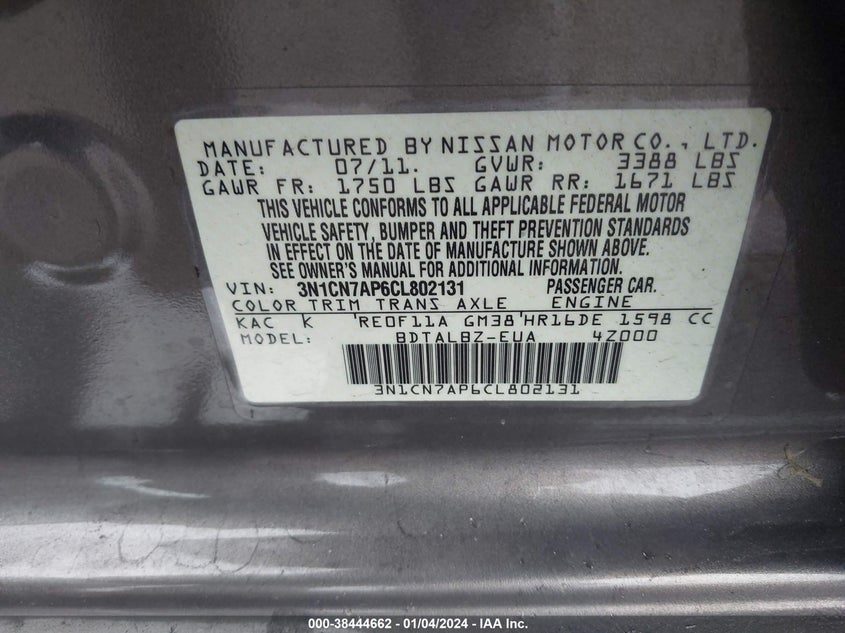 MANUFACTURED BY NISSAN MOTOR CO., LTD.
DATE: 07/11. GVWR: 3388 LBS
GAWR FR: 1750 LBS GAWR RR: 1671 LBS
THIS VEHICLE CONFORMS TO ALL APPLICABLE FEDERAL MOTOR
VEHICLE SAFETY, BUMPER AND THEFT PREVENTION STANDARDS
IN EFFECT ON THE DATE OF MANUFACTURE SHOWN ABOVE.
SEE OWNER'S MANUAL FOR ADDITIONAL INFORMATION.
VIN: 3N1CN7AP6CL802131 PASSENGER CAR.
COLOR TRIM TRANS AXLE ENGINE
KAC K 'RE0F11A GM38'HR16DE 1598 CC
MODEL: BDTALBZ-EUA 4Z000
3N1CN7AP6CL802131
000-38444662 - 01/04/2024 - IAA Inc.